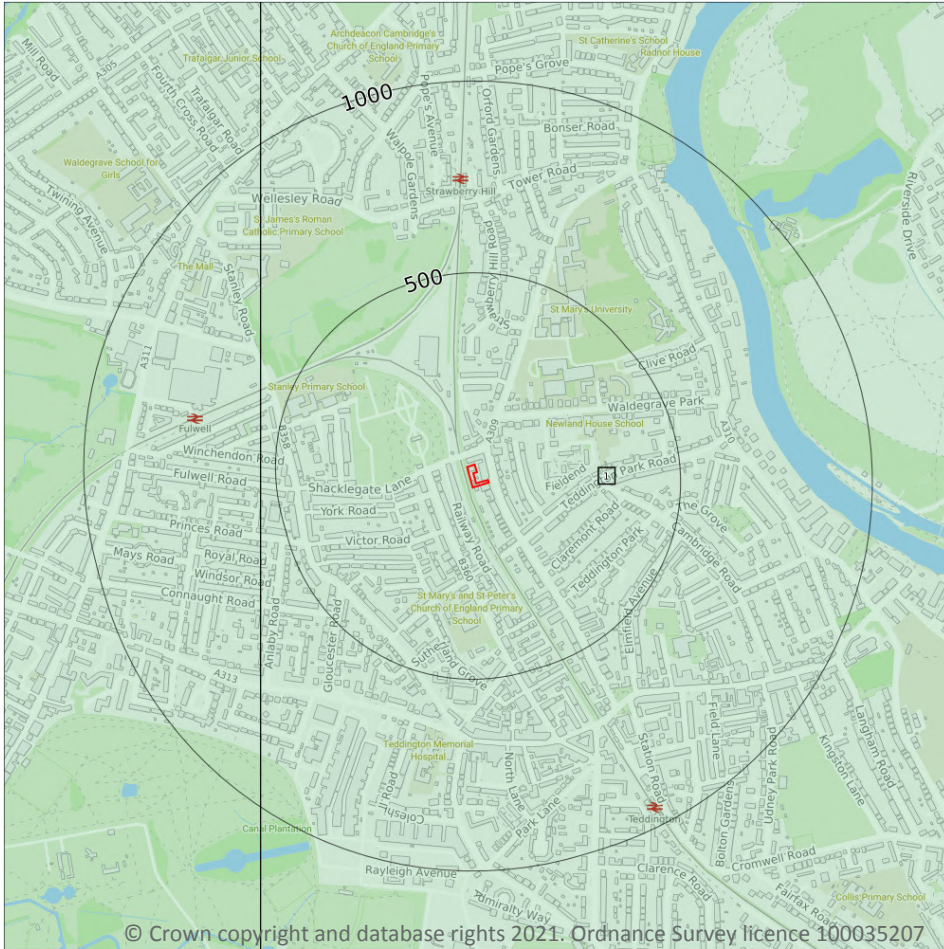 Mill Road
A305
Fourth Cross Road
Trafalgar Road
Trafalgar Junior School
Archdeacon Cambridge's
Church of England Primary
School
Pope's Grove
St Catherine's School
Radnor House
1000
Pope's Avenue
Orford Gardens
Bonser Road
Walpole Gardens
Waldegrave School for
Girls
Twining Avenue
Strawberry Hill
Tower Road
Wellesley Road
Riverside Drive
St James's Roman
Catholic Primary School
The Mall
Stanley Road
Strawberry Hill Road
500
St Mary's University
A311
Clive Road
Stanley Primary School
Waldegrave Park
Fulwell
B358
A309
Newland House School
A310
Winchendon Road
Fulwell Road
Shacklegate Lane
Fieldend
Teddington Park Road
1
York Road
The Grove
Princes Road
Victor Road
Railway Road
Claremont Road
Cambridge Road
Mays Road
Royal Road
Windsor Road
B360
Teddington Park
Connaught Road
Elmfield Avenue
St Mary's and St Peter's
Church of England Primary
School
Anlaby Road
Gloucester Road
Sutherland Grove
A313
Teddington Memorial
Hospital
North Lane
Station Road
Field Lane
Udney Park Road
Langham Road
Kingston Lane
Park Lane
Teddington
Bolton Gardens
Canal Plantation
Cromwell Road
Rayleigh Avenue
Clarence Road
Fairfax Road
Collis Primary School
Admiralty Way
© Crown copyright and database rights 2021. Ordnance Survey licence 100035207